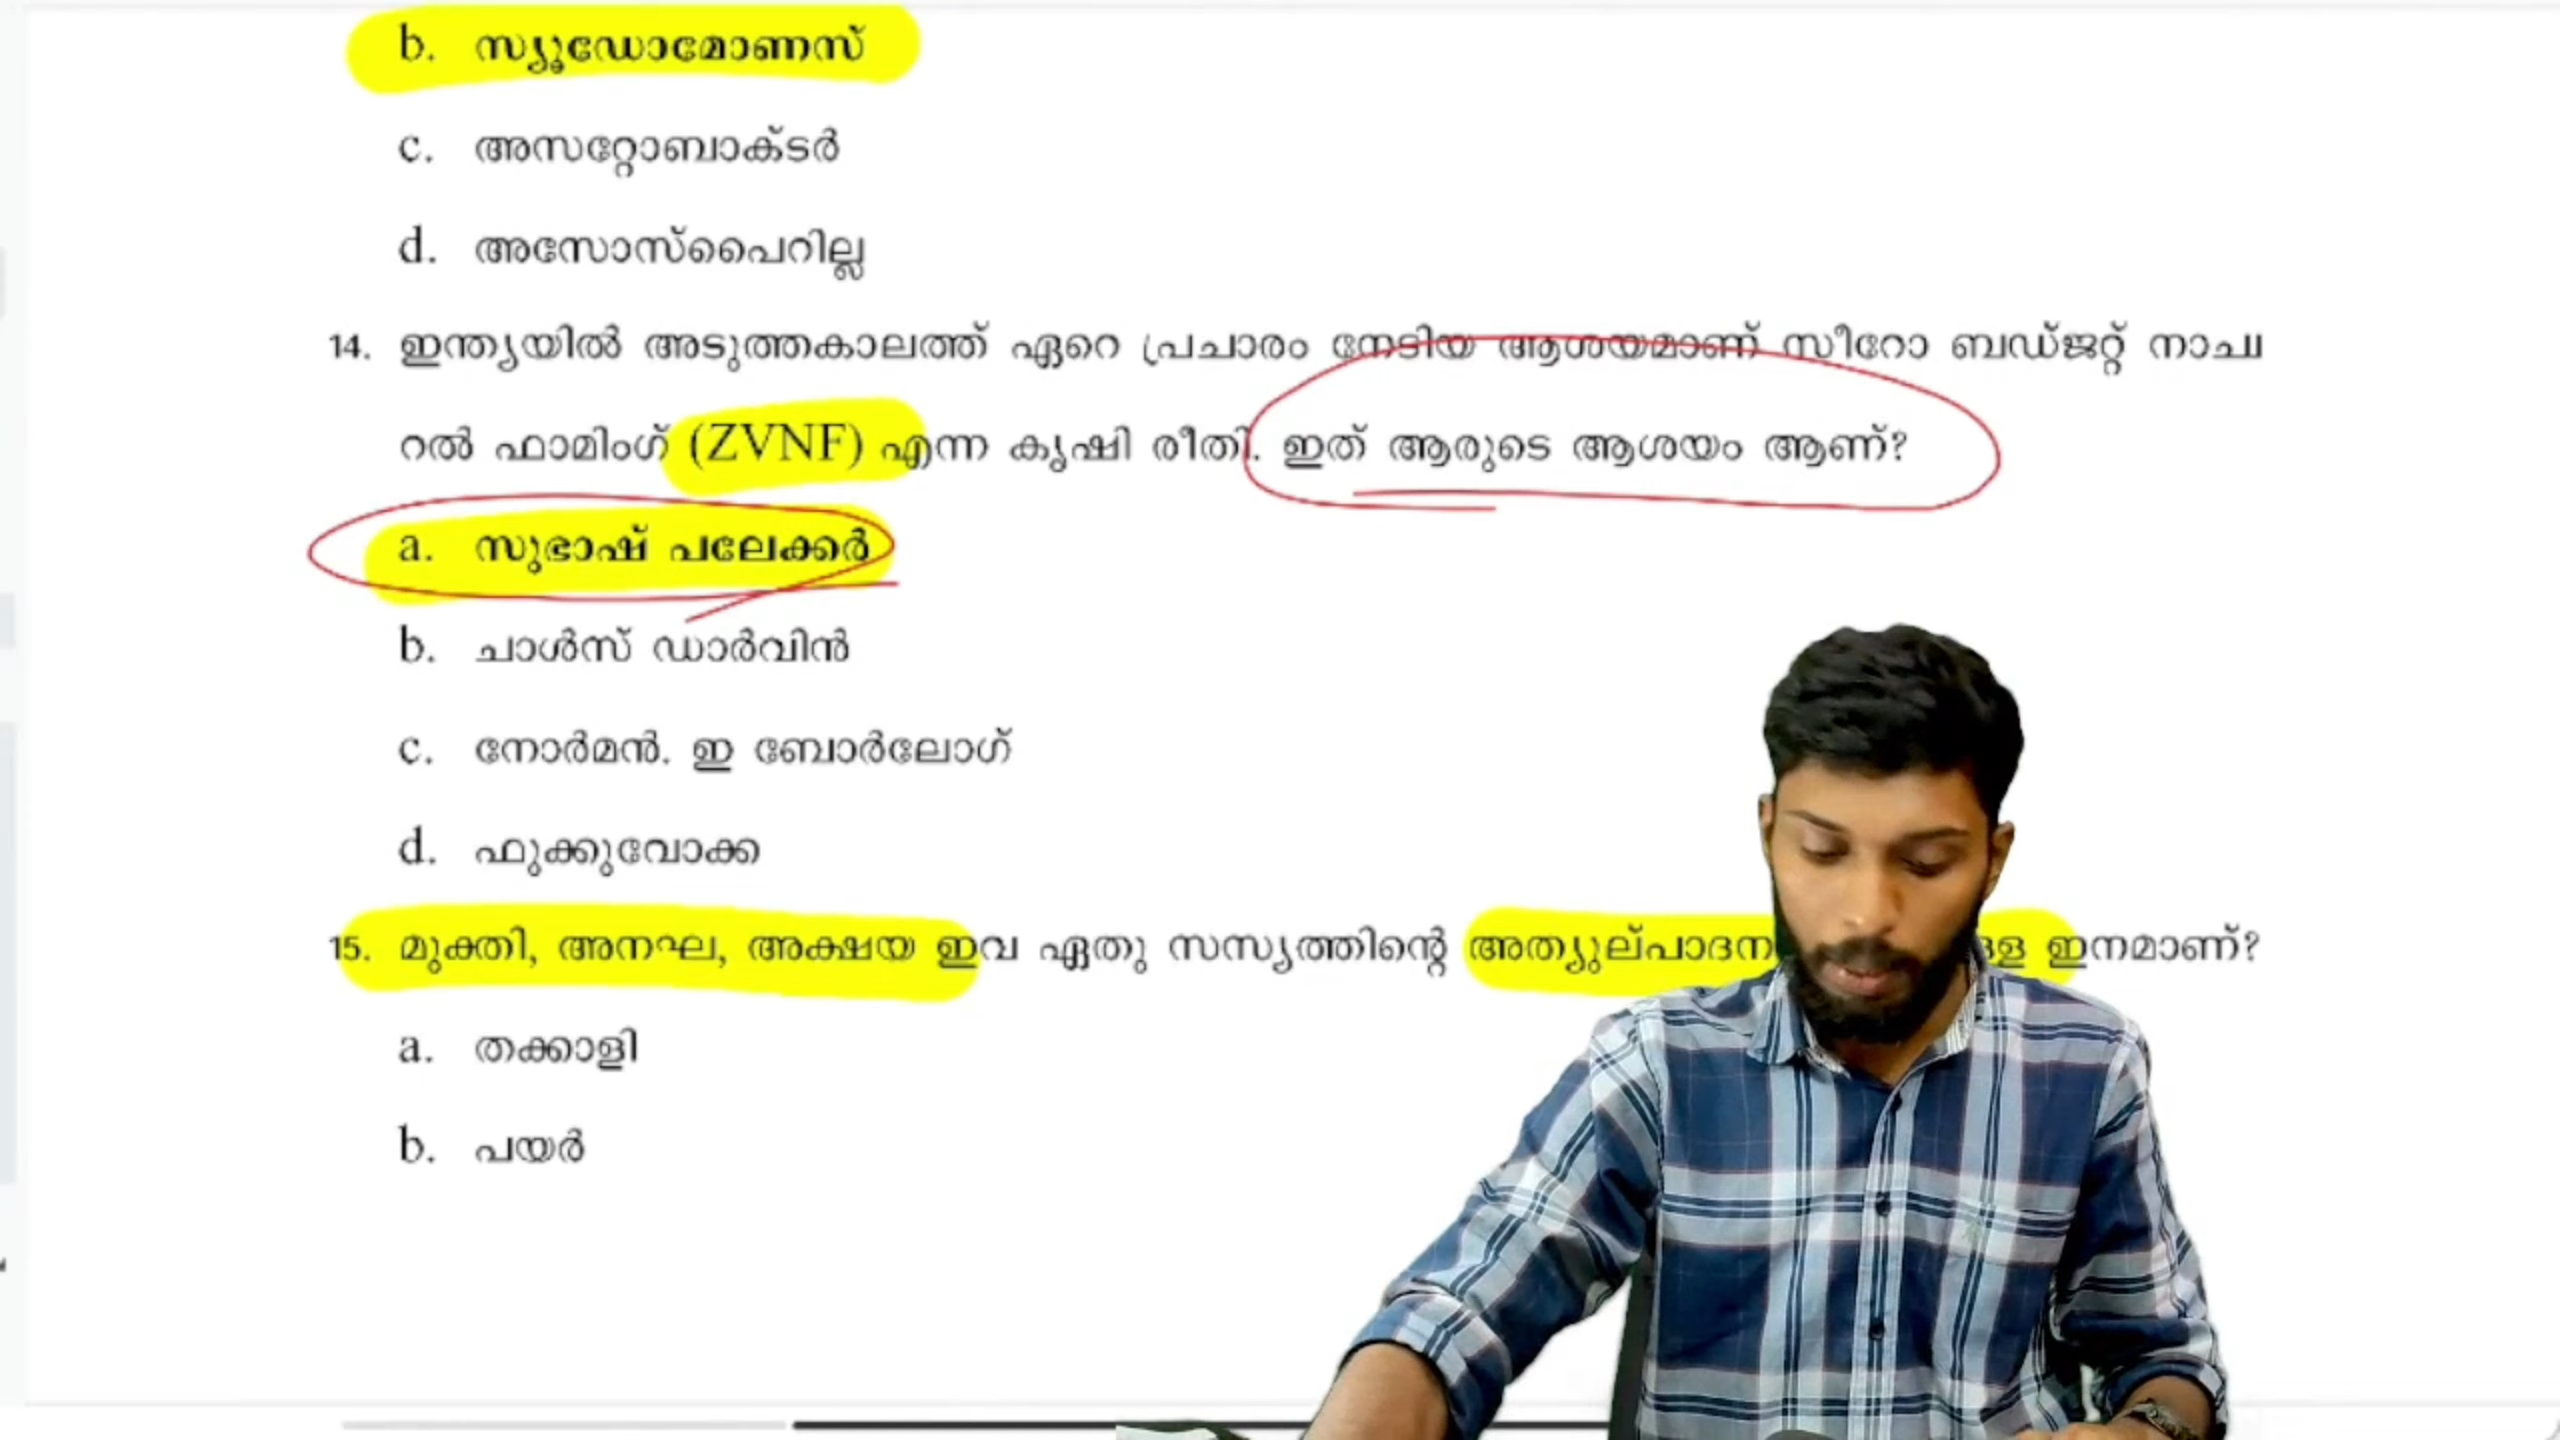 b. സ്യൂഡോമോണസ്
c. അസറ്റോബാക്ടർ
d. അസോസ്പൈറില്ല
14. ഇന്ത്യയിൽ അടുത്തകാലത്ത് ഏറെ പ്രചാരം നേടിയ ആശയമാണ് സീറോ ബഡ്ജറ്റ് നാച്വ
റൽ ഫാമിംഗ് (ZVNF) എന്ന കൃഷി രീതി. ഇത് ആരുടെ ആശയം ആണ്?
a. സുഭാഷ് പലേക്കർ
b. ചാൾസ് ഡാർവിൻ
c. നോർമൻ. ഇ ബോർലോഗ്
d. ഫുക്കുവോക്ക
15. മുക്തി, അനഘ, അക്ഷയ ഇവ ഏതു സസ്യത്തിന്റെ അത്യുല്പാദന ഇനമാണ്?
a. തക്കാളി
b. പയർ